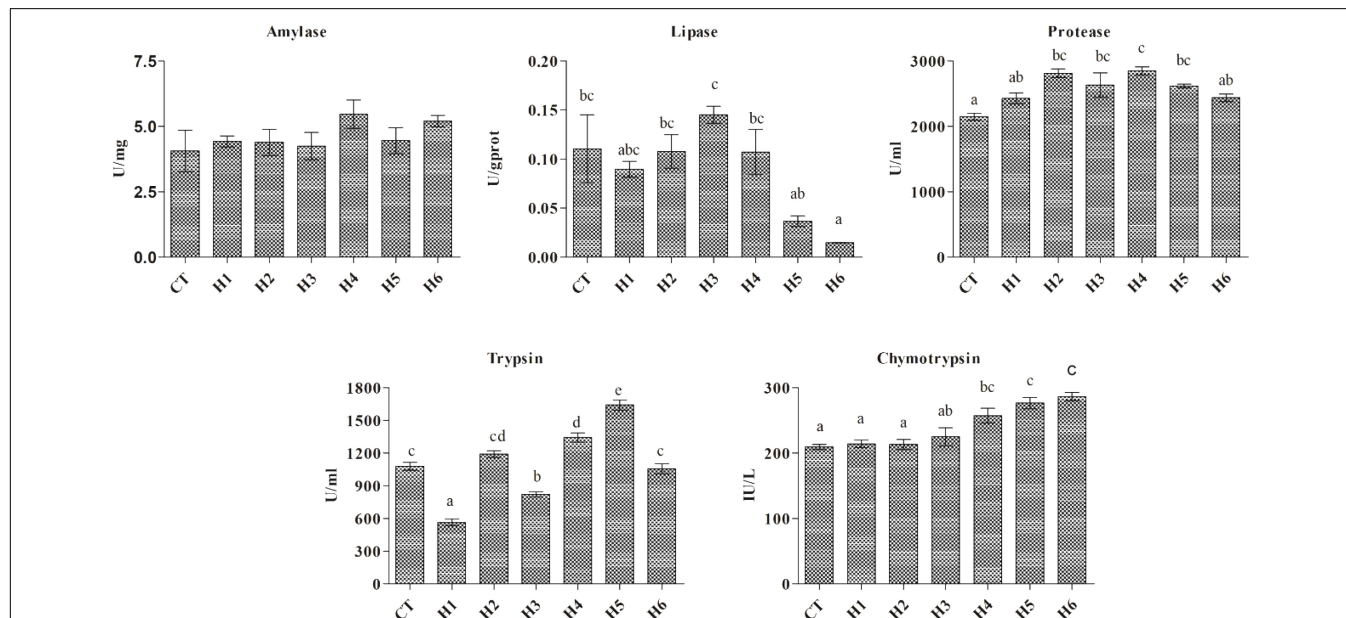 Amylase
7.5
5.0
2.5
0.0
U/mg
CT H1 H2 H3 H4 H5 H6
Lipase
0.20
0.15
0.10
0.05
0.00
U/gprot
bc abc bc c bc ab a
CT H1 H2 H3 H4 H5 H6
Protease
3000
2000
1000
0
U/ml
a ab bc bc c bc ab
CT H1 H2 H3 H4 H5 H6
Trypsin
1800
1500
1200
900
600
300
0
U/ml
c a cd b d e c
CT H1 H2 H3 H4 H5 H6
Chymotrypsin
300
200
100
0
IU/L
a a a ab bc c C
CT H1 H2 H3 H4 H5 H6